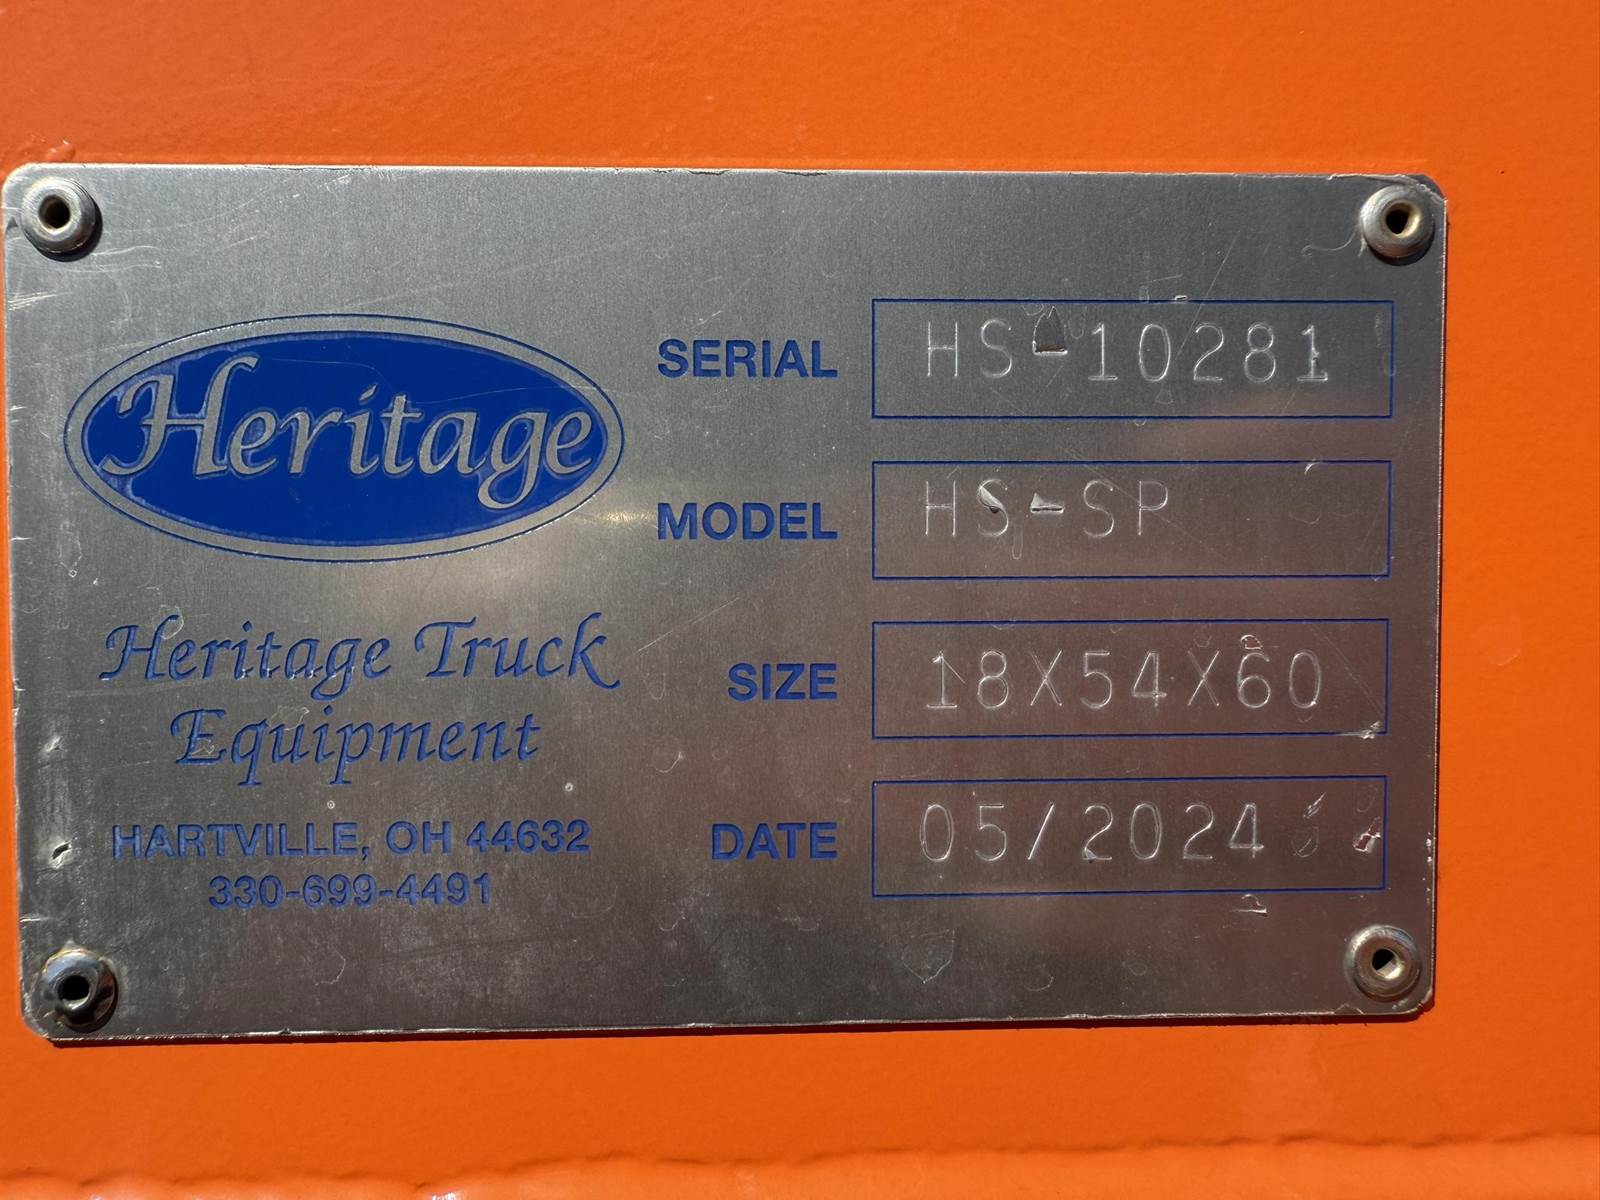 Heritage
Heritage Truck
Equipment
HARTVILLE, OH 44632
330-699-4491
SERIAL HS-10281
MODEL HS-SP
SIZE 18X54X60
DATE 05/2024